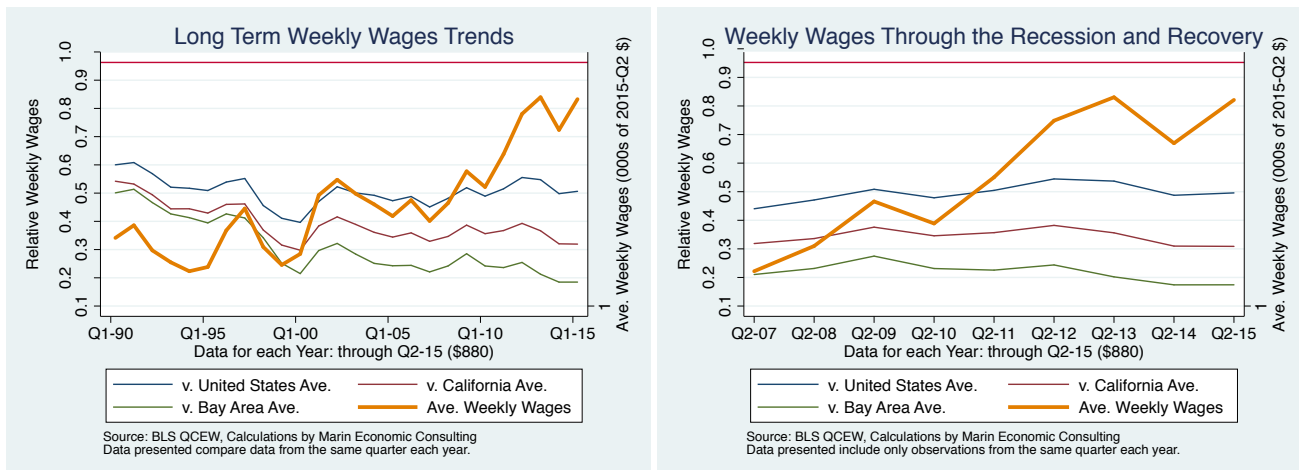 Long Term Weekly Wages Trends
Relative Weekly Wages
1.0
0.9
0.8
0.7
0.6
0.5
0.4
0.3
0.2
0.1
1
Ave. Weekly Wages (000s of 2015-Q2 $)
Q1-90 Q1-95 Q1-00 Q1-05 Q1-10 Q1-15
Data for each Year: through Q2-15 ($880)
v. United States Ave. v. California Ave.
v. Bay Area Ave. Ave. Weekly Wages
Source: BLS QCEW, Calculations by Marin Economic Consulting
Data presented compare data from the same quarter each year.
Weekly Wages Through the Recession and Recovery
Relative Weekly Wages
1.0
0.9
0.8
0.7
0.6
0.5
0.4
0.3
0.2
0.1
1
Ave. Weekly Wages (000s of 2015-Q2 $)
Q2-07 Q2-08 Q2-09 Q2-10 Q2-11 Q2-12 Q2-13 Q2-14 Q2-15
Data for each Year: through Q2-15 ($880)
v. United States Ave. v. California Ave.
v. Bay Area Ave. Ave. Weekly Wages
Source: BLS QCEW, Calculations by Marin Economic Consulting
Data presented include only observations from the same quarter each year.